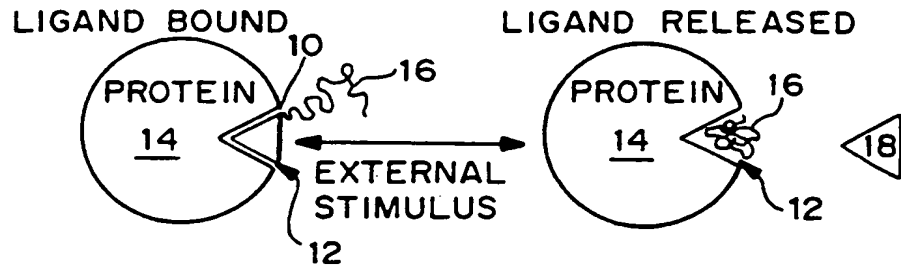 LIGAND BOUND
10
16
PROTEIN
14
12
EXTERNAL
STIMULUS
LIGAND RELEASED
PROTEIN
16
14
18
12